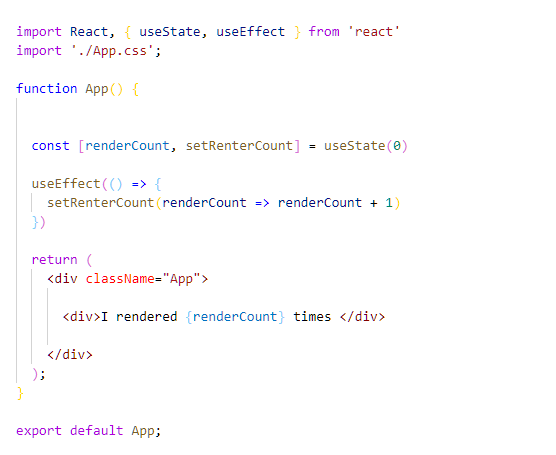 import React, { useState, useEffect } from 'react'
import './App.css';
function App() {
const [renderCount, setRenterCount] = useState(0)
useEffect(() => {
setRenterCount(renderCount => renderCount + 1)
})
return (
<div className="App">
<div>I rendered {renderCount} times </div>
</div>
);
}
export default App;